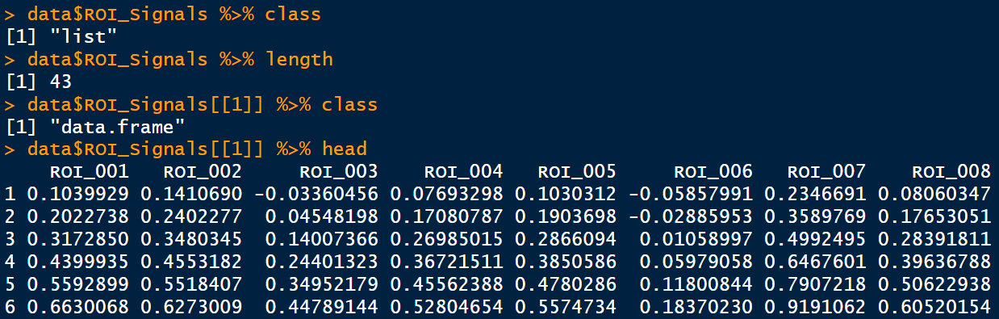 > data$ROI_Signals %>% class
[1] "list"
> data$ROI_Signals %>% length
[1] 43
> data$ROI_Signals[[1]] %>% class
[1] "data.frame"
> data$ROI_Signals[[1]] %>% head
    ROI_001   ROI_002     ROI_003    ROI_004   ROI_005     ROI_006   ROI_007    ROI_008
1 0.1039929 0.1410690 -0.03360456 0.07693298 0.1030312 -0.05857991 0.2346691 0.08060347
2 0.2022738 0.2402277  0.04548198 0.17080787 0.1903698 -0.02885953 0.3589769 0.17653051
3 0.3172850 0.3480345  0.14007366 0.26985015 0.2866094  0.01058997 0.4992495 0.28391811
4 0.4399935 0.4553182  0.24401323 0.36721511 0.3850586  0.05979058 0.6467601 0.39636788
5 0.5592899 0.5518407  0.34952179 0.45562388 0.4780286  0.11800844 0.7907218 0.50622938
6 0.6630068 0.6273009  0.44789144 0.52804654 0.5574734  0.18370230 0.9191062 0.60520154